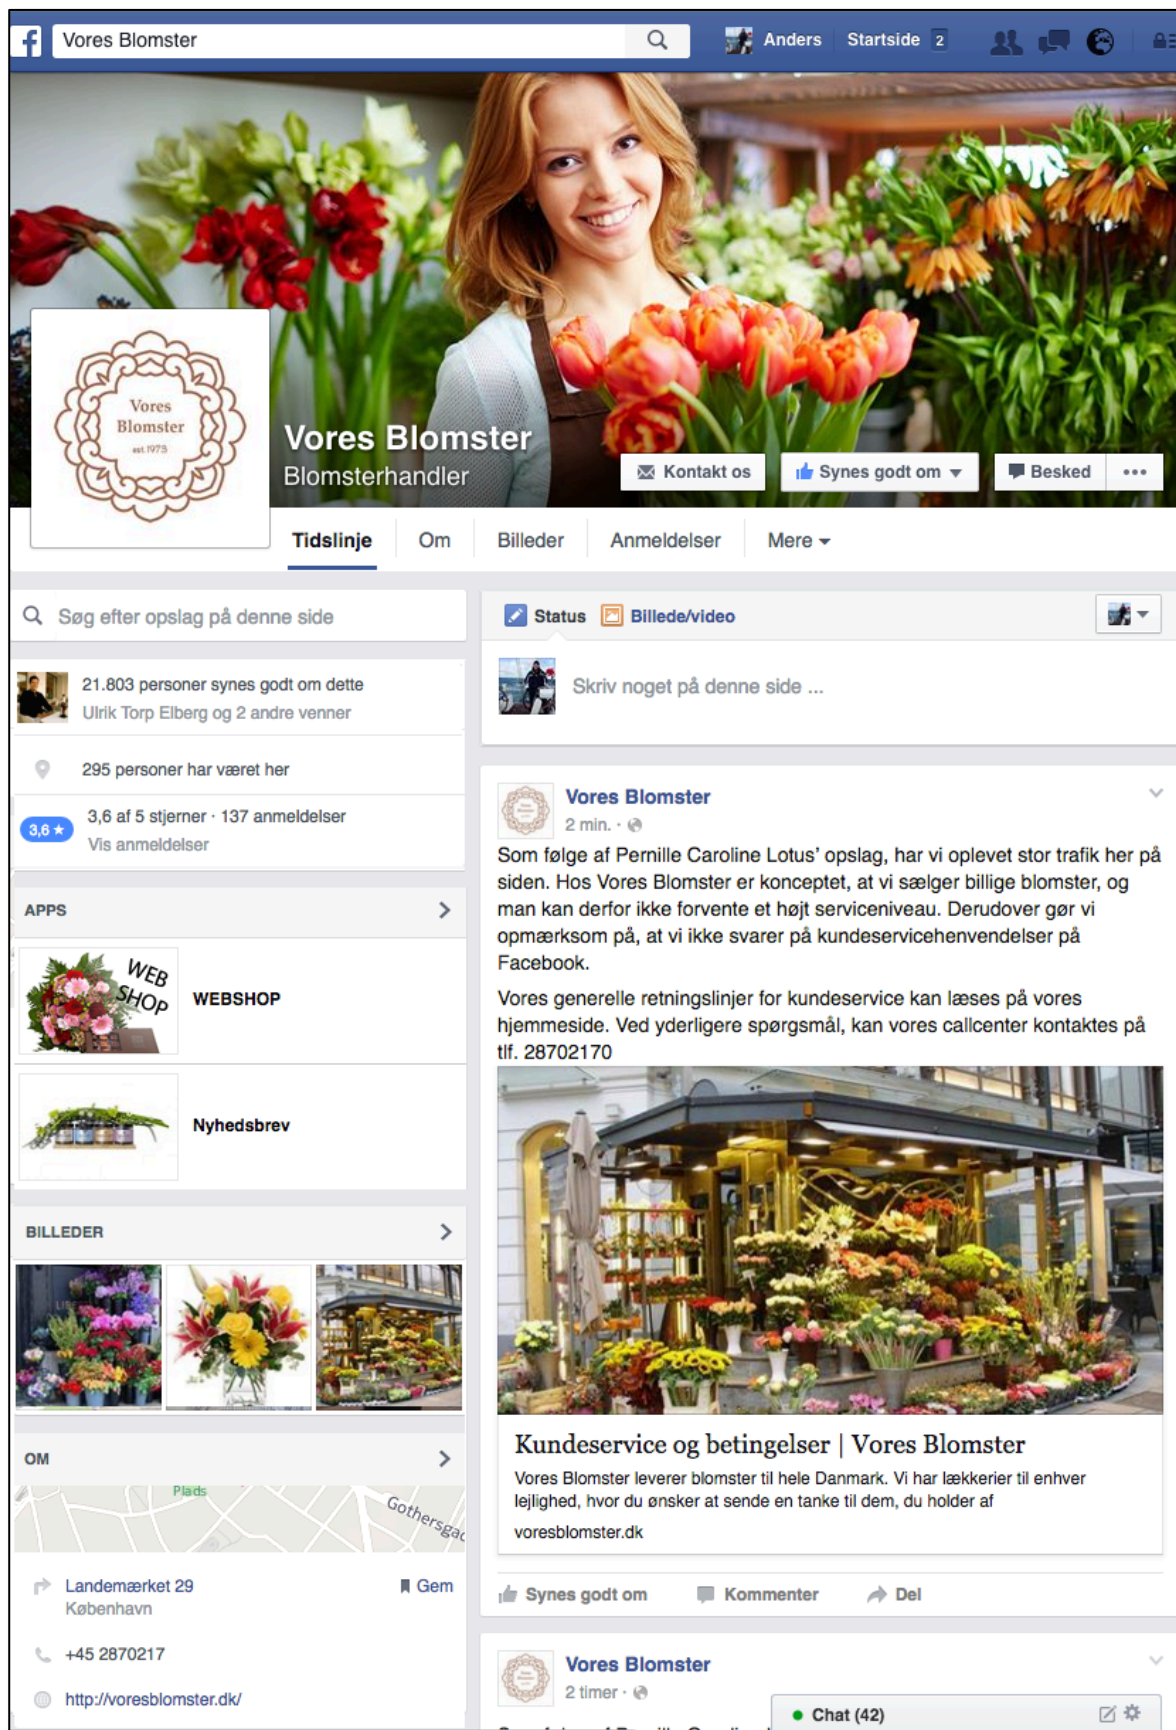 Vores Blomster
Anders
Startside 2
Vores
Blomster
est. 1973
Vores Blomster
Blomsterhandler
Kontakt os
Synes godt om
Besked
Tidslinje
Om
Billeder
Anmeldelser
Mere
Søg efter opslag på denne side
21.803 personer synes godt om dette
Ulrik Torp Elberg og 2 andre venner
295 personer har været her
3,6 ★
3,6 af 5 stjerner · 137 anmeldelser
Vis anmeldelser
APPS
WEB
SHOP
WEBSHOP
Nyhedsbrev
BILLEDER
OM
Plads
Landemærket 29
Gem
København
+45 2870217
http://voresblomster.dk/
Status
Billede/video
Skriv noget på denne side ...
Vores Blomster
2 min. ·
Som følge af Pernille Caroline Lotus’ opslag, har vi oplevet stor trafik her på
siden. Hos Vores Blomster er konceptet, at vi sælger billige blomster, og
man kan derfor ikke forvente et højt serviceniveau. Derudover gør vi
opmærksom på, at vi ikke svarer på kundeservicehenvendelser på
Facebook.
Vores generelle retningslinjer for kundeservice kan læses på vores
hjemmeside. Ved yderligere spørgsmål, kan vores callcenter kontaktes på
tlf. 28702170
Kundeservice og betingelser | Vores Blomster
Vores Blomster leverer blomster til hele Danmark. Vi har lækkerier til enhver
lejlighed, hvor du ønsker at sende en tanke til dem, du holder af
voresblomster.dk
Synes godt om
Kommenter
Del
Vores Blomster
2 timer ·
Chat (42)